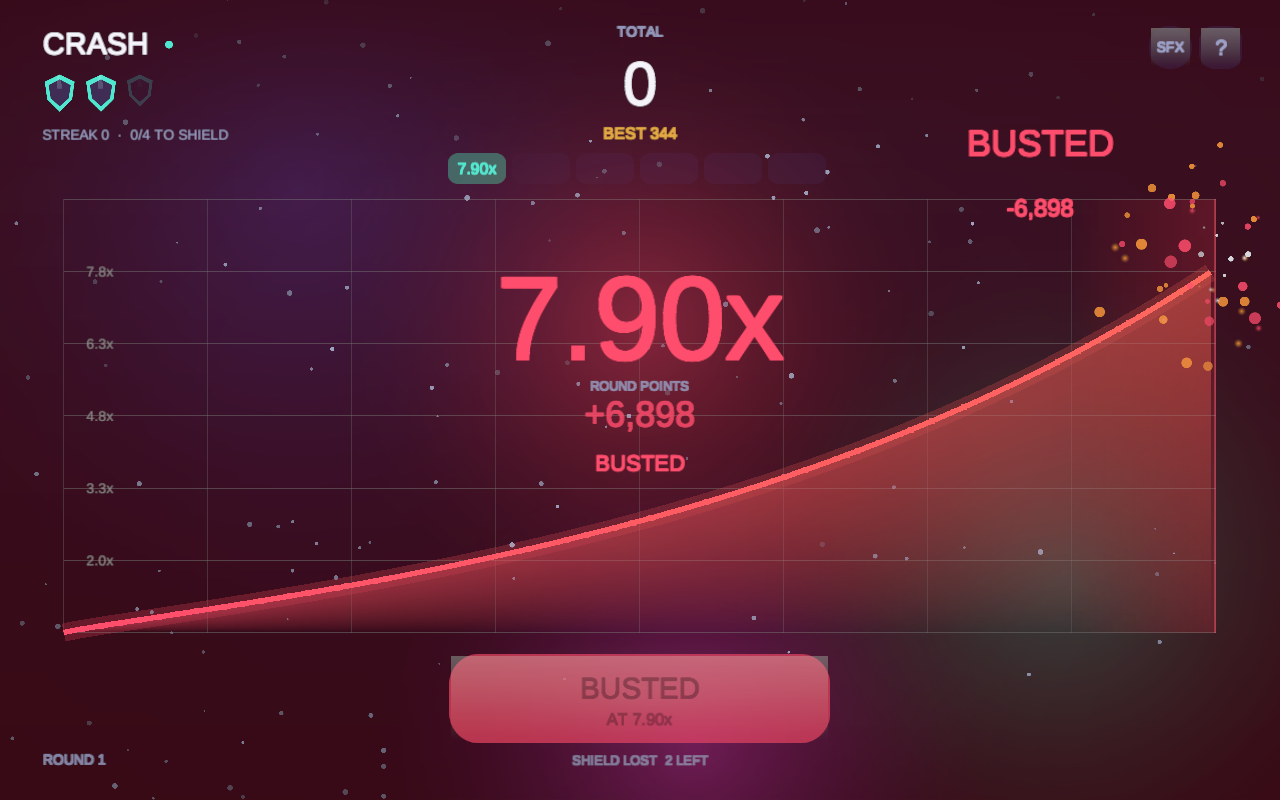 CRASH
TOTAL
SFX
?
0
STREAK 0 · 0/4 TO SHIELD
BEST 344
BUSTED
7.90x
-6,898
7.8x
7.90x
6.3x
ROUND POINTS
+6,898
4.8x
BUSTED
3.3x
2.0x
BUSTED
AT 7.90x
ROUND 1
SHIELD LOST 2 LEFT